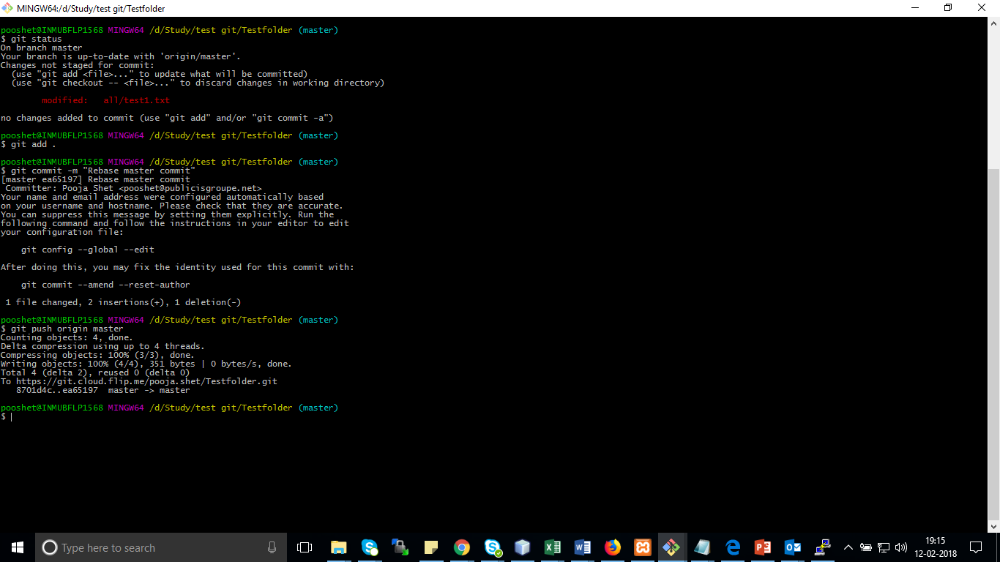 MINGW64:/d/Study/test git/Testfolder
pooshet@INMUBFLP1568 MINGW64 /d/Study/test git/Testfolder (master)
$ git status
On branch master
Your branch is up-to-date with 'origin/master'.
Changes not staged for commit:
  (use "git add <file>..." to update what will be committed)
  (use "git checkout -- <file>..." to discard changes in working directory)
        modified:   all/test1.txt
no changes added to commit (use "git add" and/or "git commit -a")
pooshet@INMUBFLP1568 MINGW64 /d/Study/test git/Testfolder (master)
$ git add .
pooshet@INMUBFLP1568 MINGW64 /d/Study/test git/Testfolder (master)
$ git commit -m "Rebase master commit"
[master ea65197] Rebase master commit
 Committer: Pooja Shet <pooshet@publicisgroupe.net>
Your name and email address were configured automatically based
on your username and hostname. Please check that they are accurate.
You can suppress this message by setting them explicitly. Run the
following command and follow the instructions in your editor to edit
your configuration file:
    git config --global --edit
After doing this, you may fix the identity used for this commit with:
    git commit --amend --reset-author
 1 file changed, 2 insertions(+), 1 deletion(-)
pooshet@INMUBFLP1568 MINGW64 /d/Study/test git/Testfolder (master)
$ git push origin master
Counting objects: 4, done.
Delta compression using up to 4 threads.
Compressing objects: 100% (3/3), done.
Writing objects: 100% (4/4), 351 bytes | 0 bytes/s, done.
Total 4 (delta 2), reused 0 (delta 0)
To https://git.cloud.flip.me/pooja.shet/Testfolder.git
   8701d4c..ea65197  master -> master
pooshet@INMUBFLP1568 MINGW64 /d/Study/test git/Testfolder (master)
$
Type here to search
19:15
12-02-2018